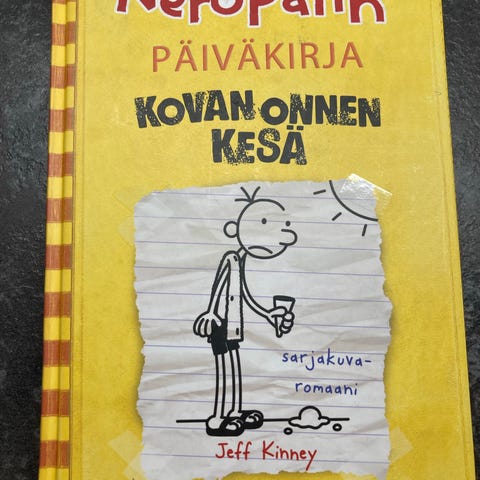 Neropatin
PÄIVÄKIRJA
KOVAN ONNEN
KESÄ
sarjakuva-
romaani
Jeff Kinney